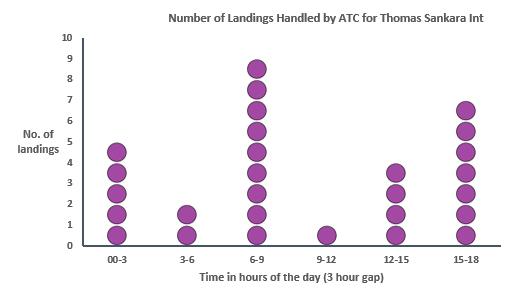 Number of Landings Handled by ATC for Thomas Sankara Int
10
9
8
7
6
5
4
3
2
1
0
No. of
landings
00-3 3-6 6-9 9-12 12-15 15-18
Time in hours of the day (3 hour gap)